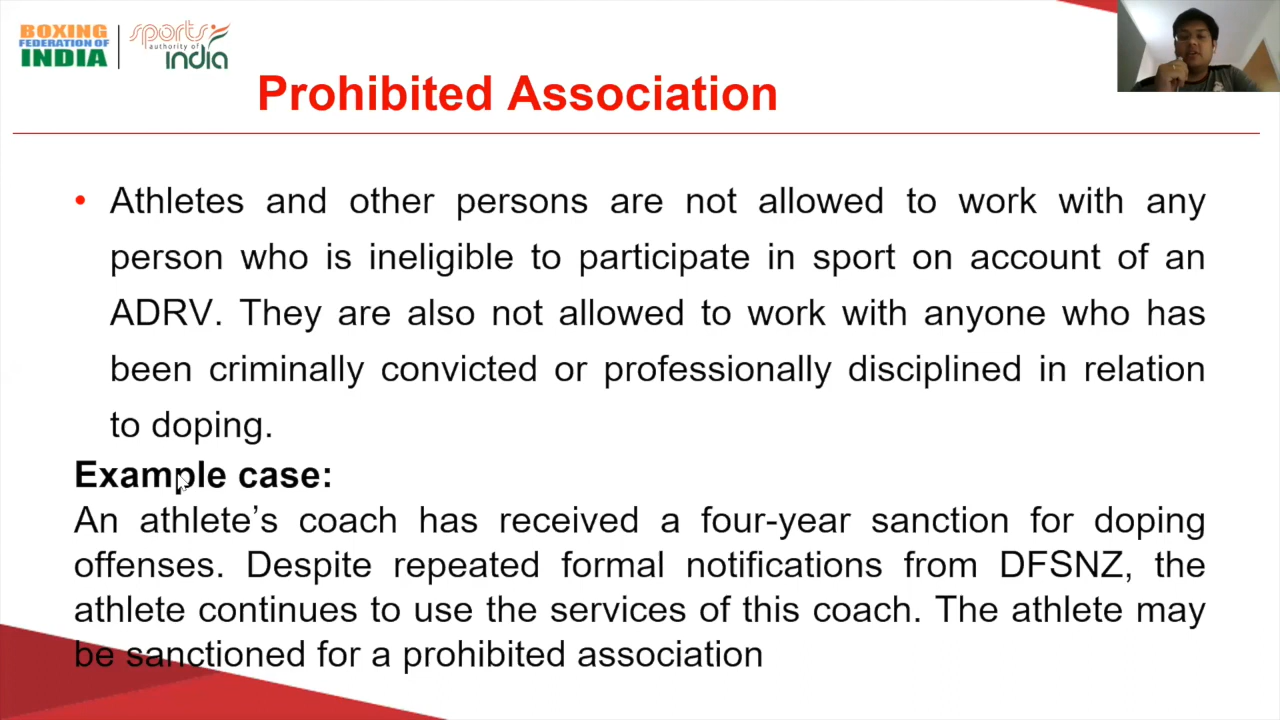 BOXING
FEDERATION OF
INDIA
sports
authority of
india
Prohibited Association
• Athletes and other persons are not allowed to work with any
person who is ineligible to participate in sport on account of an
ADRV. They are also not allowed to work with anyone who has
been criminally convicted or professionally disciplined in relation
to doping.
Example case:
An athlete’s coach has received a four-year sanction for doping
offenses. Despite repeated formal notifications from DFSNZ, the
athlete continues to use the services of this coach. The athlete may
be sanctioned for a prohibited association